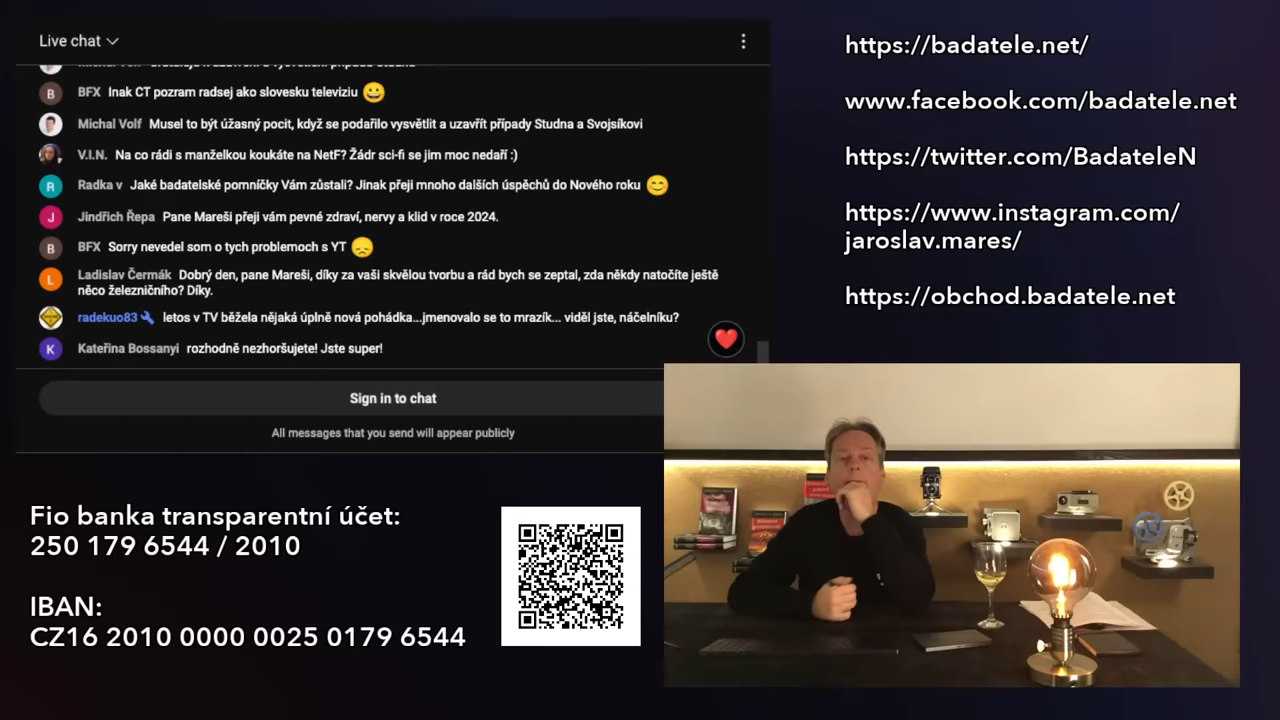 Live chat
BFX Inak CT pozram radsej ako slovesku televiziu
Michal Volf Musel to být úžasný pocit, když se podařilo vysvětlit a uzavřít případy Studna a Svojsíkovi
V.I.N. Na co rádi s manželkou koukáte na NetF? Žádr sci-fi se jim moc nedaří :)
Radka v Jaké badatelské pomníčky Vám zůstali? Jinak přeji mnoho dalších úspěchů do Nového roku
Jindřich Řepa Pane Mareši přeji vám pevné zdraví, nervy a klid v roce 2024.
BFX Sorry nevedel som o tych problemoch s YT
Ladislav Čermák Dobrý den, pane Mareši, díky za vaši skvělou tvorbu a rád bych se zeptal, zda někdy natočíte ještě
něco železničního? Díky.
radekuo83 letos v TV běžela nějaká úplně nová pohádka...jmenovalo se to mrazík... viděl jste, náčelníku?
Kateřina Bossanyi rozhodně nezhoršujete! Jste super!
Sign in to chat
All messages that you send will appear publicly
https://badatele.net/
www.facebook.com/badatele.net
https://twitter.com/BadateleN
https://www.instagram.com/
jaroslav.mares/
https://obchod.badatele.net
Fio banka transparentní účet:
250 179 6544 / 2010
IBAN:
CZ16 2010 0000 0025 0179 6544